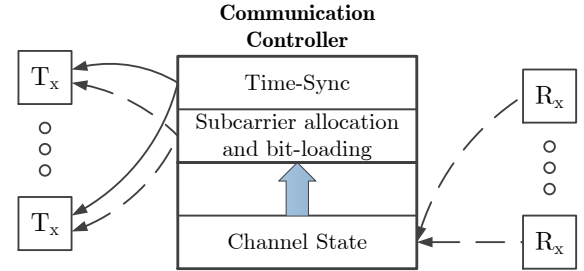 Communication
Controller
Tx
Time-Sync
Rx
Subcarrier allocation
and bit-loading
Tx
Channel State
Rx